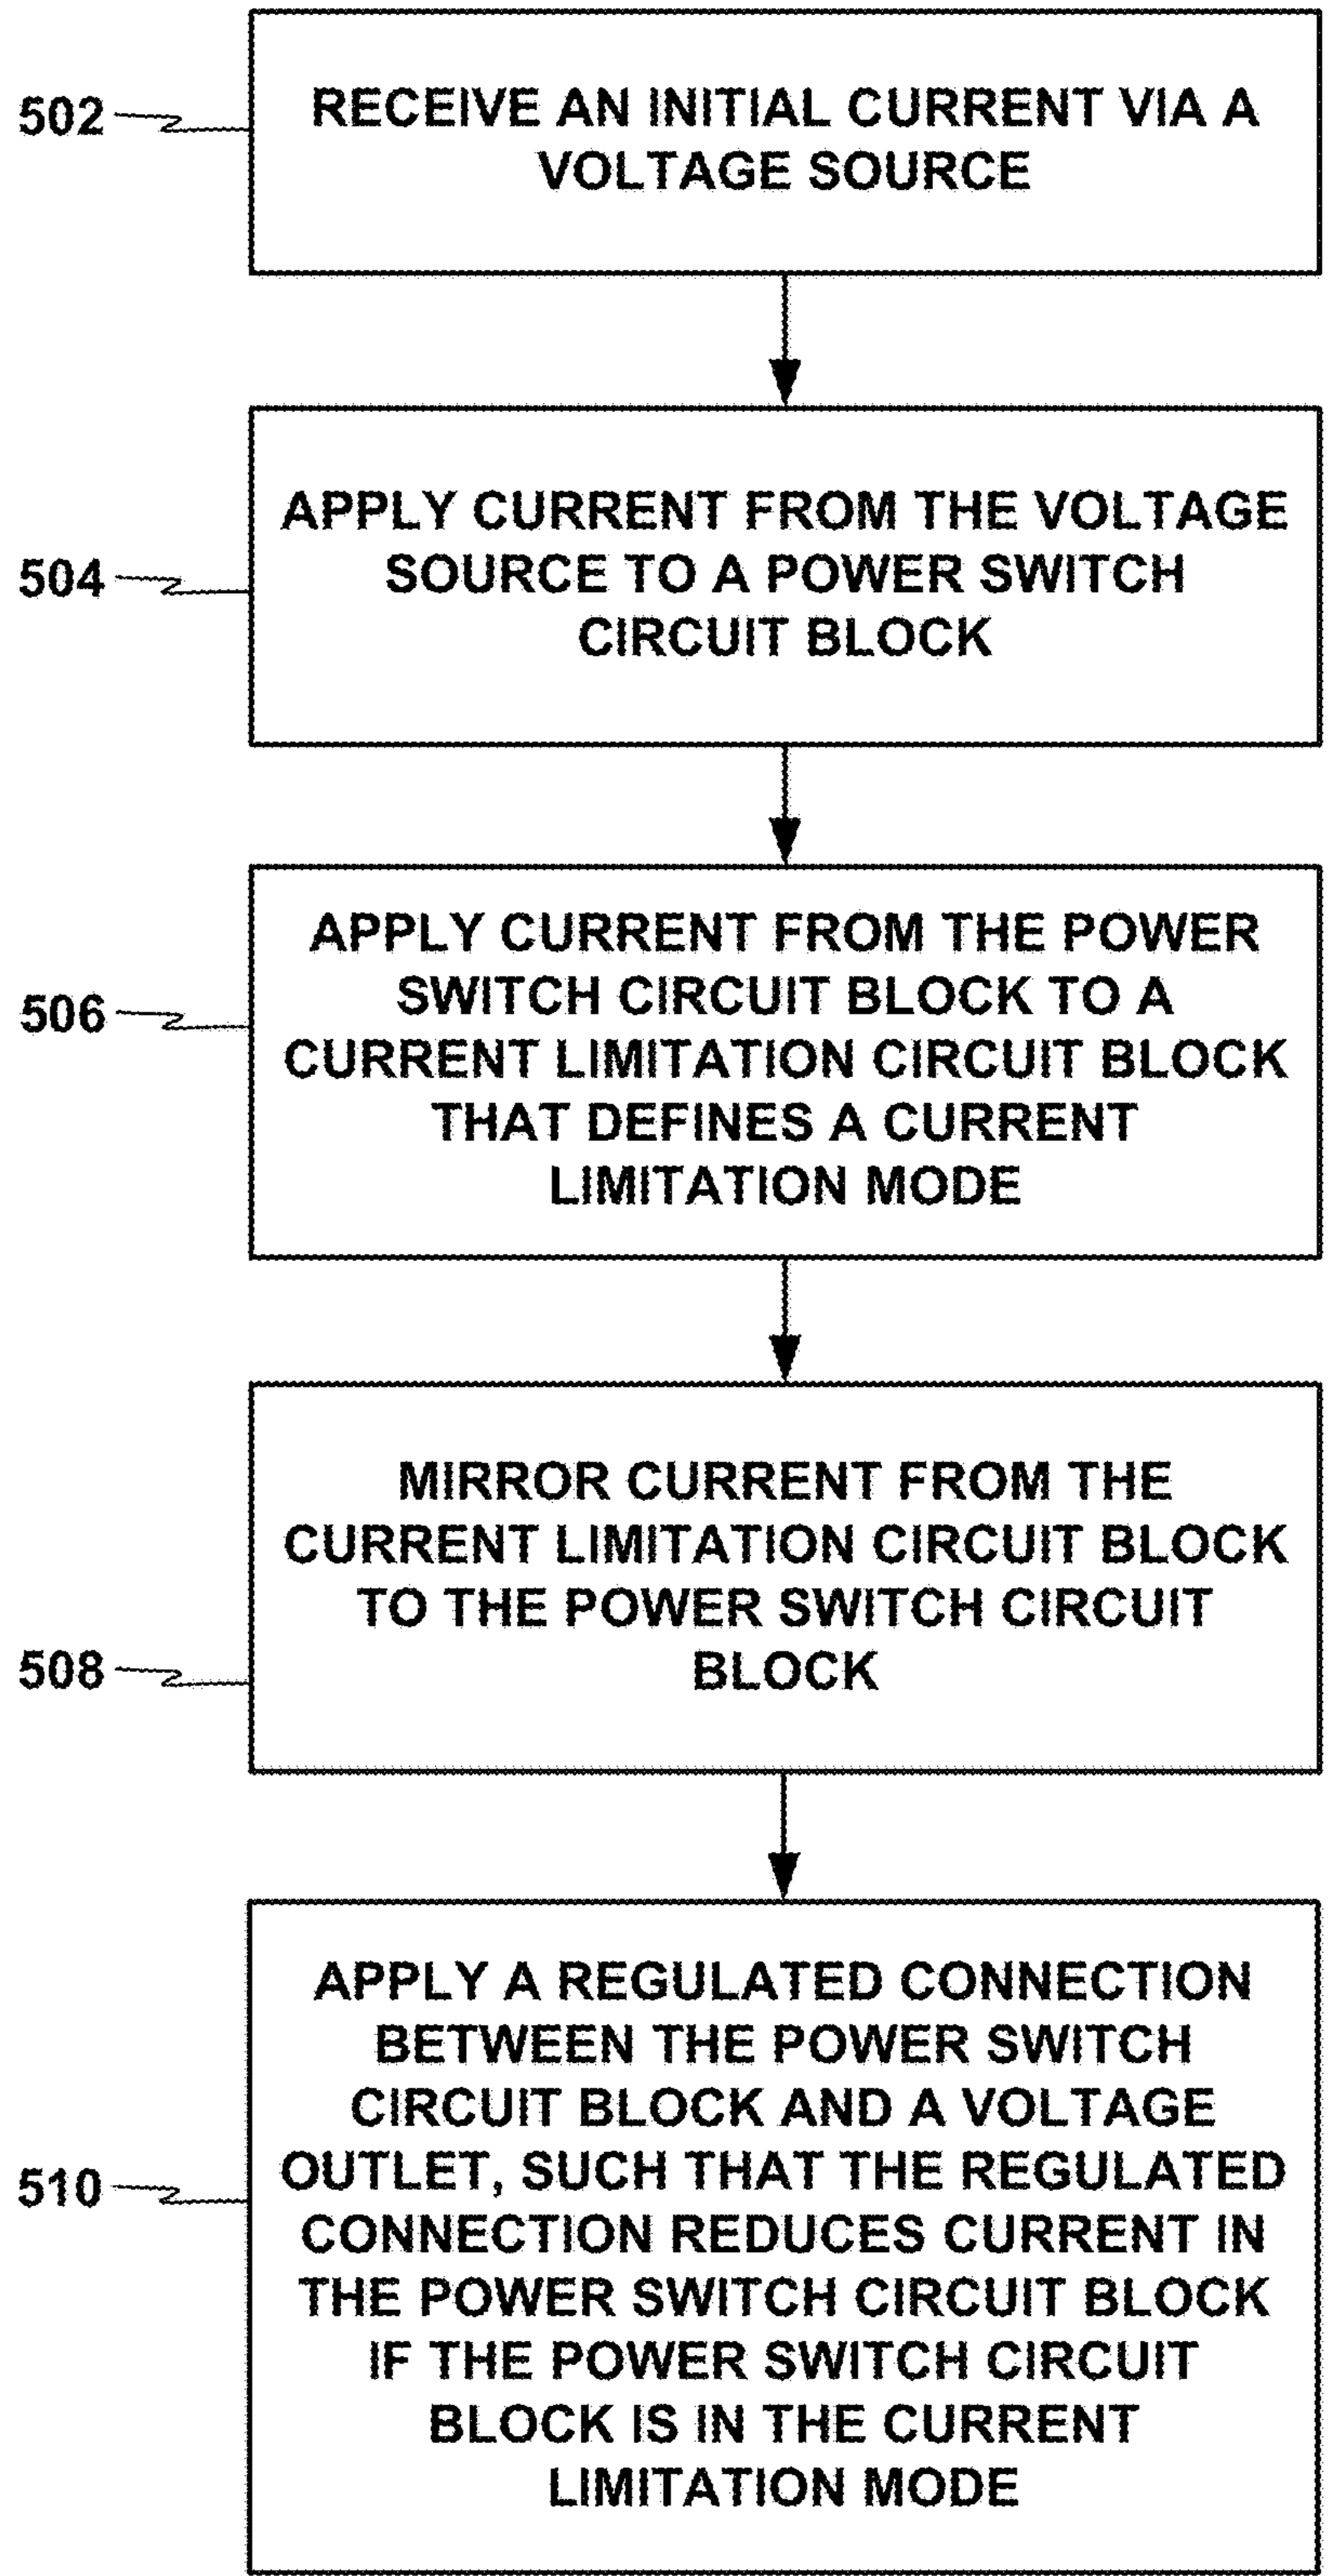 502
RECEIVE AN INITIAL CURRENT VIA A
VOLTAGE SOURCE
504
APPLY CURRENT FROM THE VOLTAGE
SOURCE TO A POWER SWITCH
CIRCUIT BLOCK
506
APPLY CURRENT FROM THE POWER
SWITCH CIRCUIT BLOCK TO A
CURRENT LIMITATION CIRCUIT BLOCK
THAT DEFINES A CURRENT
LIMITATION MODE
508
MIRROR CURRENT FROM THE
CURRENT LIMITATION CIRCUIT BLOCK
TO THE POWER SWITCH CIRCUIT
BLOCK
510
APPLY A REGULATED CONNECTION
BETWEEN THE POWER SWITCH
CIRCUIT BLOCK AND A VOLTAGE
OUTLET, SUCH THAT THE REGULATED
CONNECTION REDUCES CURRENT IN
THE POWER SWITCH CIRCUIT BLOCK
IF THE POWER SWITCH CIRCUIT
BLOCK IS IN THE CURRENT
LIMITATION MODE